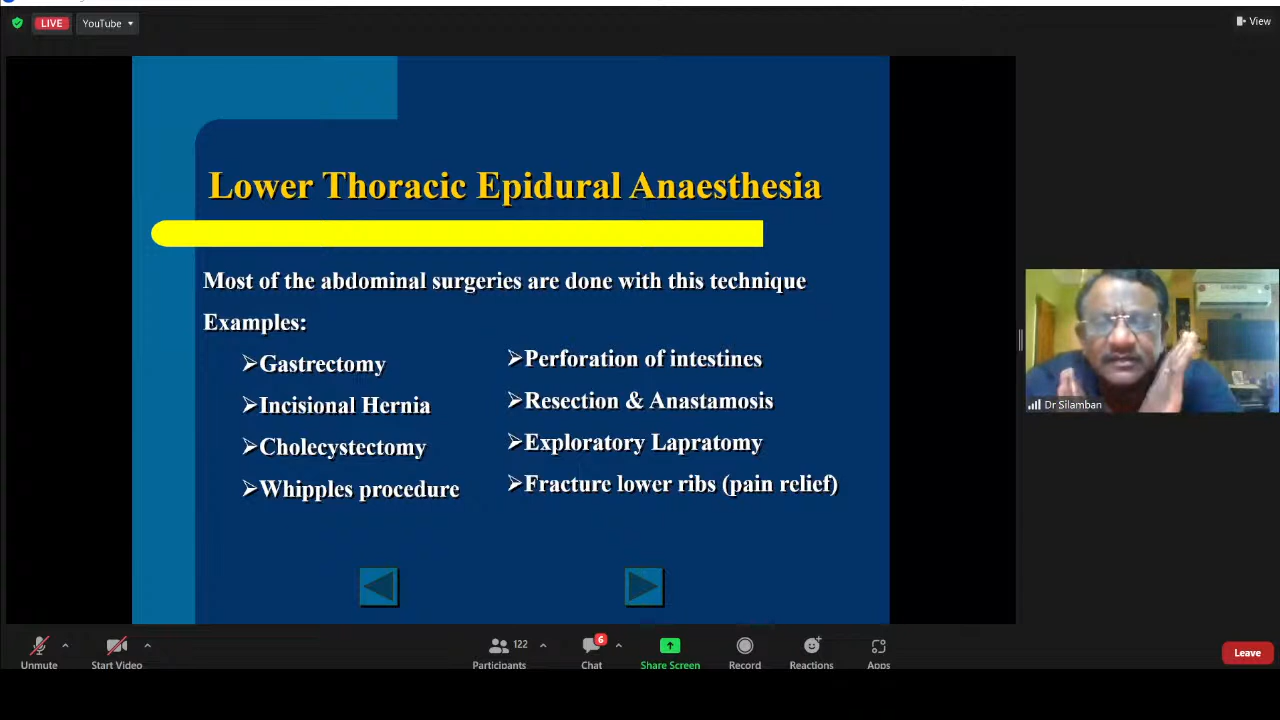 LIVE
YouTube
View
Lower Thoracic Epidural Anaesthesia
Most of the abdominal surgeries are done with this technique
Examples:
➢Gastrectomy
➢Incisional Hernia
➢Cholecystectomy
➢Whipples procedure
➢Perforation of intestines
➢Resection & Anastamosis
➢Exploratory Lapratomy
➢Fracture lower ribs (pain relief)
Dr Silamban
Unmute
Start Video
122
Participants
6
Chat
Share Screen
Record
Reactions
Apps
Leave